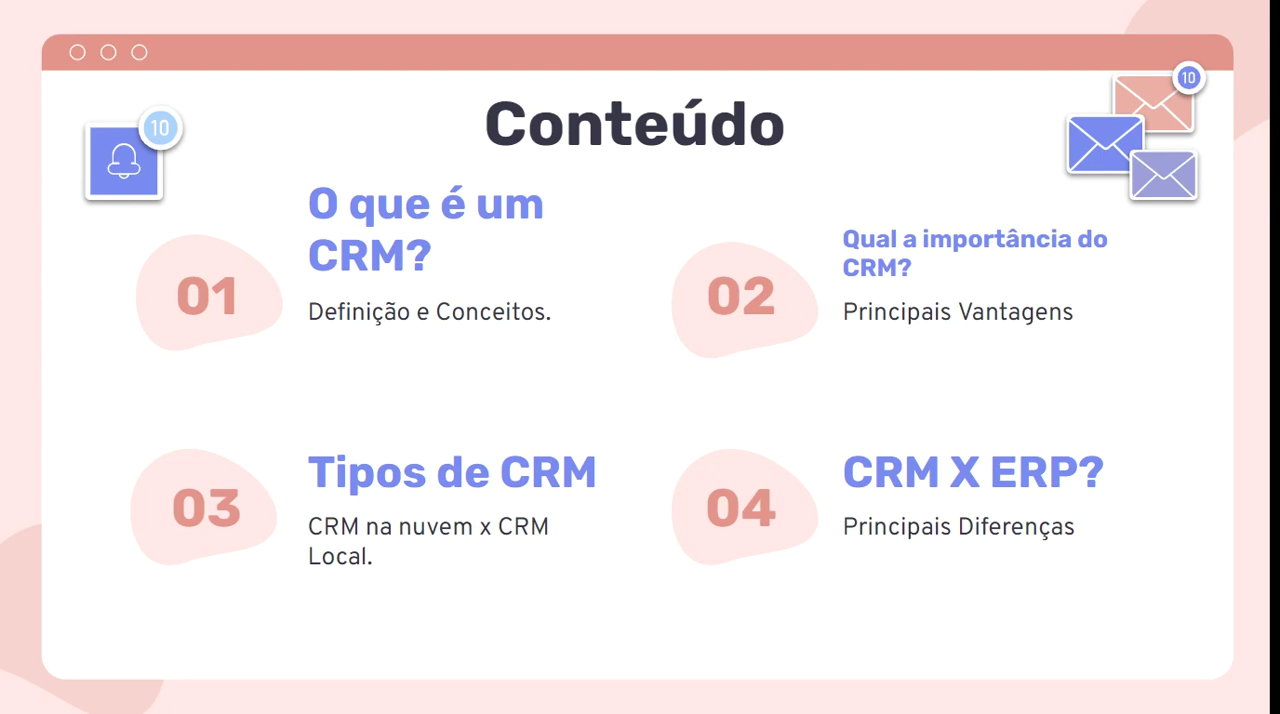 Conteúdo
10
10
O que é um
CRM?
01
Definição e Conceitos.
Qual a importância do
CRM?
02
Principais Vantagens
Tipos de CRM
03
CRM na nuvem x CRM
Local.
CRM X ERP?
04
Principais Diferenças